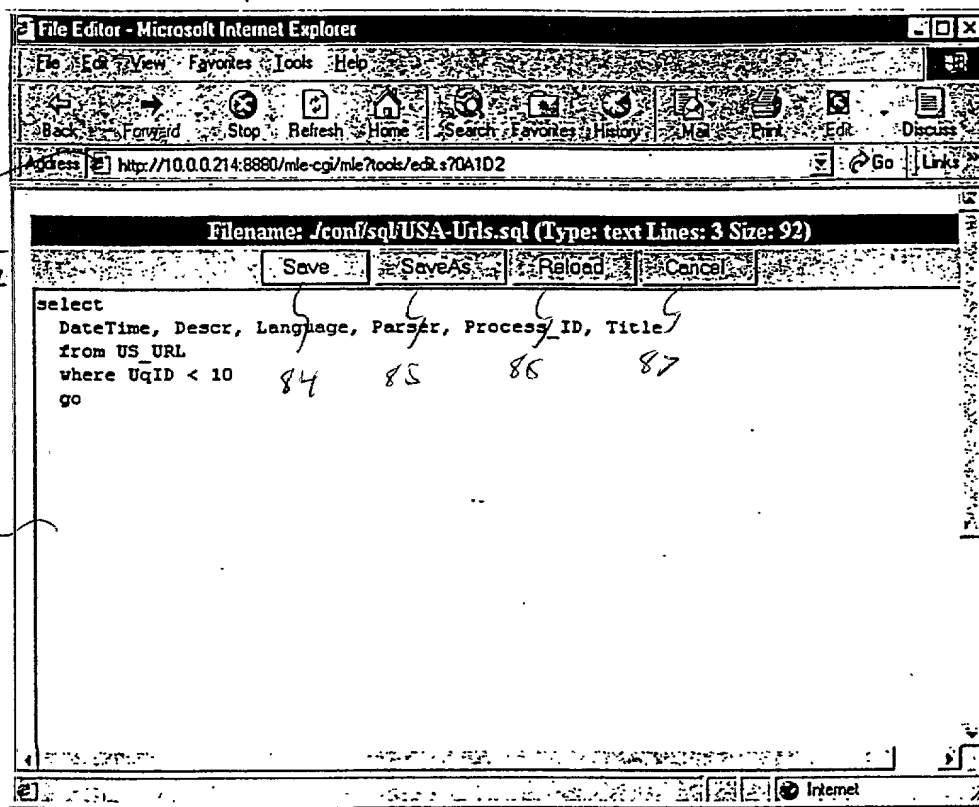 File Editor - Microsoft Internet Explorer
File Edit View Favorites Tools Help
Back Forward Stop Refresh Home Search Favorites History Mail Print Edit Discuss
Address http://10.0.0.214:8880/mle-cgi/mle?tools/edit.s?0A1D2 Go Links »
Filename: ./conf/sql/USA-Urls.sql (Type: text Lines: 3 Size: 92)
Save SaveAs Reload Cancel
select
DateTime, Descr, Language, Parser, Process_ID, Title
from US_URL
where UqID < 10
go
84 85 86 87
Internet